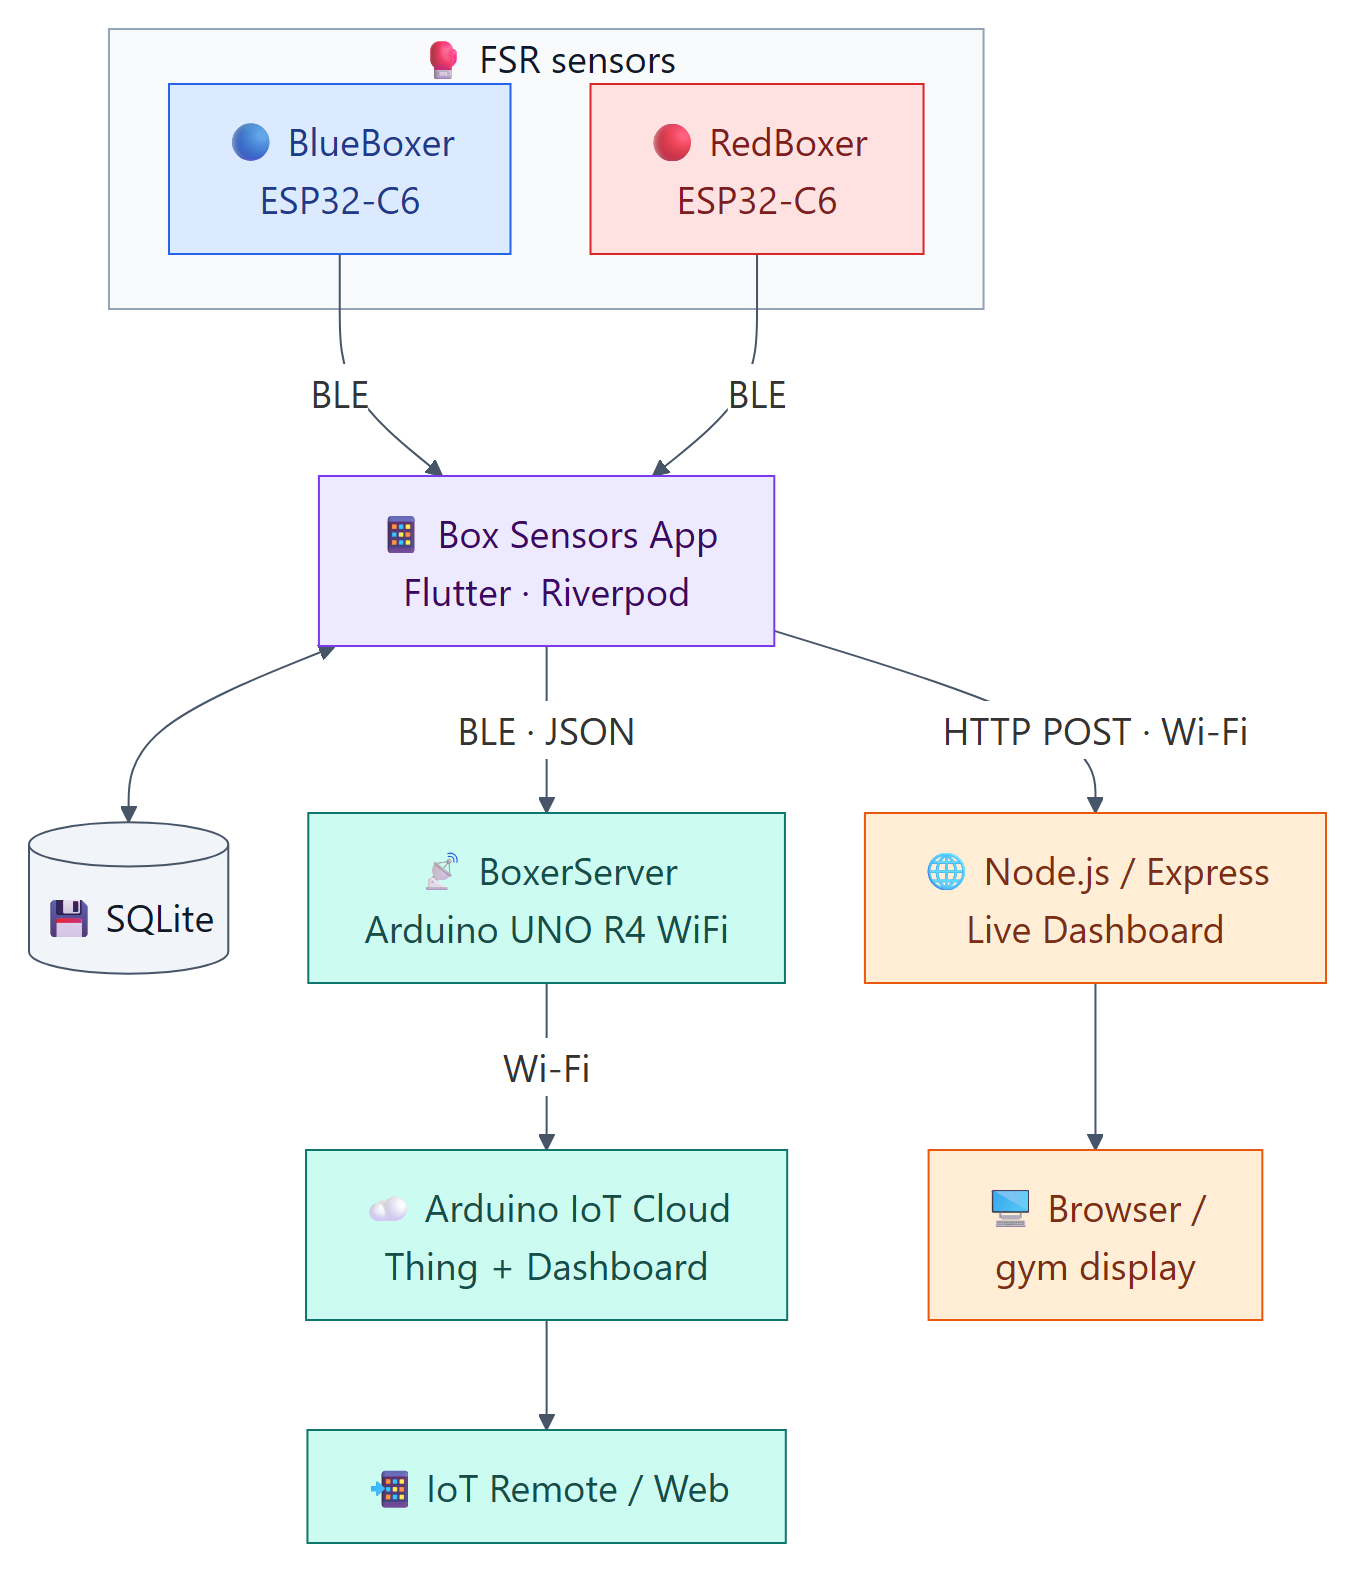 FSR sensors
BlueBoxer
ESP32-C6
RedBoxer
ESP32-C6
BLE
BLE
Box Sensors App
Flutter · Riverpod
BLE · JSON
HTTP POST · Wi-Fi
SQLite
BoxerServer
Arduino UNO R4 WiFi
Node.js / Express
Live Dashboard
Wi-Fi
Arduino IoT Cloud
Thing + Dashboard
Browser /
gym display
IoT Remote / Web